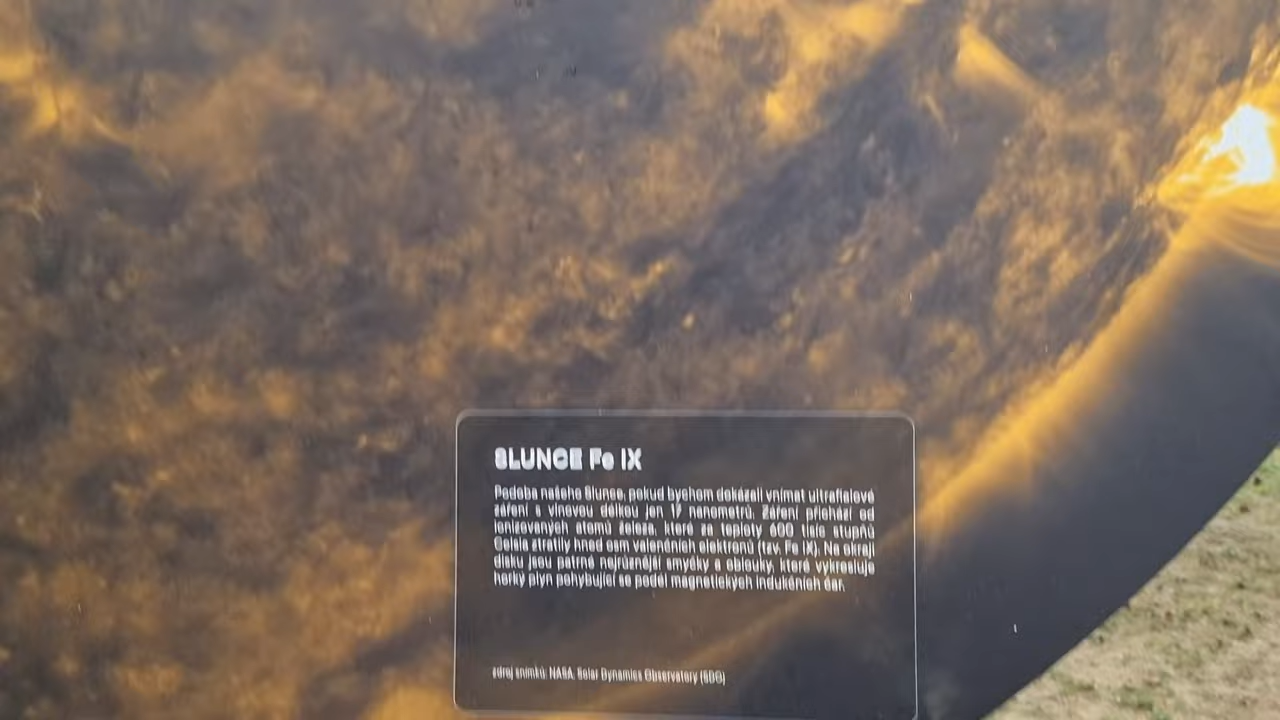 SLUNCE Fe IX
Podoba našeho Slunce, pokud bychom dokázali vnímat ultrafialové
záření s vlnovou délkou jen 17 nanometrů. Záření přichází od
ionizovaných atomů železa, které za teploty 600 tisíc stupňů
Celsia ztratily hned osm valenčních elektronů (tzv. Fe IX). Na okraji
disku jsou patrné nejrůznější smyčky a oblouky, které vykresluje
horký plyn pohybující se podél magnetických indukčních čar.
zdroj snímků: NASA, Solar Dynamics Observatory (SDO)